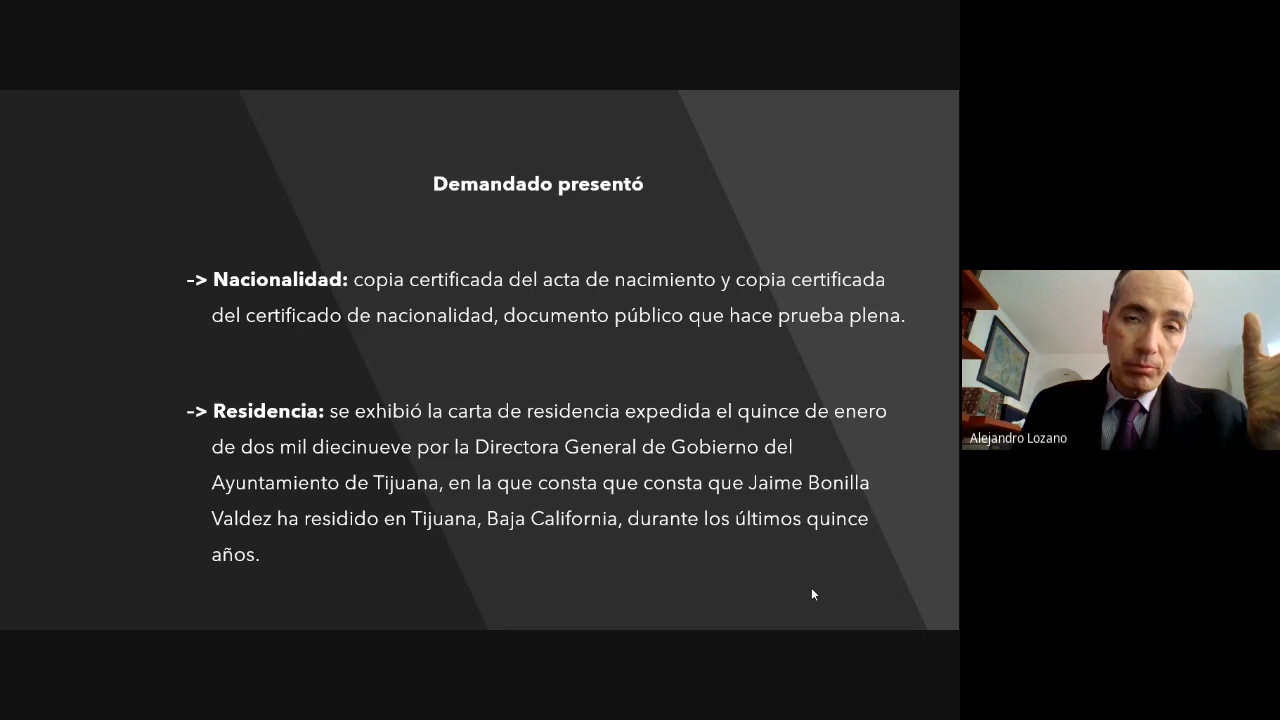 Demandado presentó
–> Nacionalidad: copia certificada del acta de nacimiento y copia certificada
del certificado de nacionalidad, documento público que hace prueba plena.
–> Residencia: se exhibió la carta de residencia expedida el quince de enero
de dos mil diecinueve por la Directora General de Gobierno del
Ayuntamiento de Tijuana, en la que consta que consta que Jaime Bonilla
Valdez ha residido en Tijuana, Baja California, durante los últimos quince
años.
Alejandro Lozano